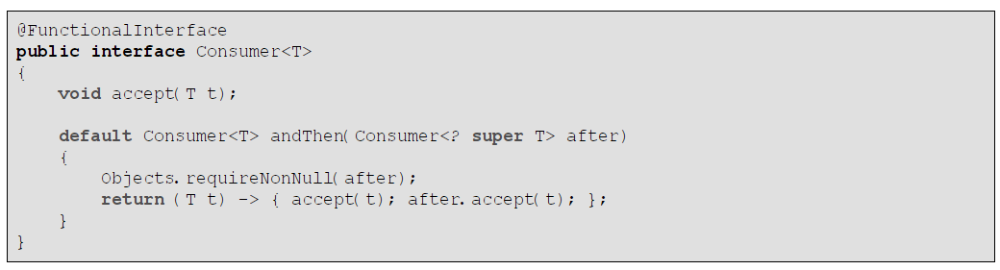 @FunctionalInterface
public interface Consumer<T>
{
    void accept(T t);
    default Consumer<T> andThen(Consumer<? super T> after)
    {
        Objects.requireNonNull(after);
        return (T t) -> { accept(t); after.accept(t); };
    }
}